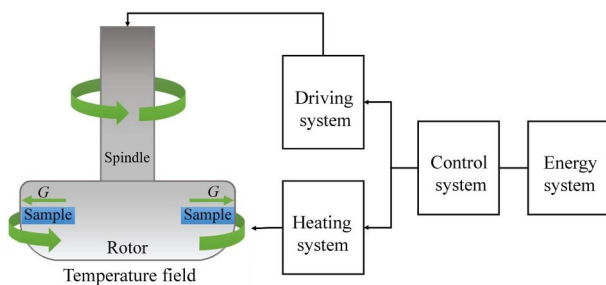 Driving
system
Spindle
Control
system
Energy
system
G
G
Sample
Sample
Heating
system
Rotor
Temperature field